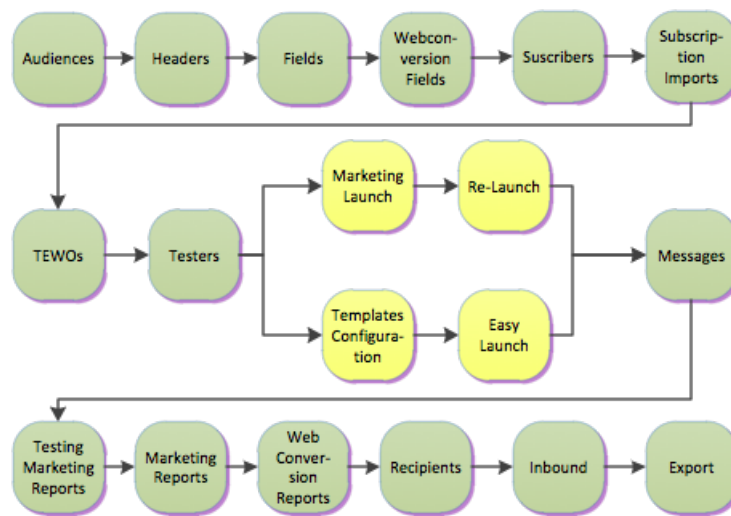 Audiences
Headers
Fields
Webcon-
version
Fields
Suscribers
Subscrip-
tion
Imports
TEWOs
Testers
Marketing
Launch
Re-Launch
Templates
Configura-
tion
Easy
Launch
Messages
Testing
Marketing
Reports
Marketing
Reports
Web
Conver-
sion
Reports
Recipients
Inbound
Export